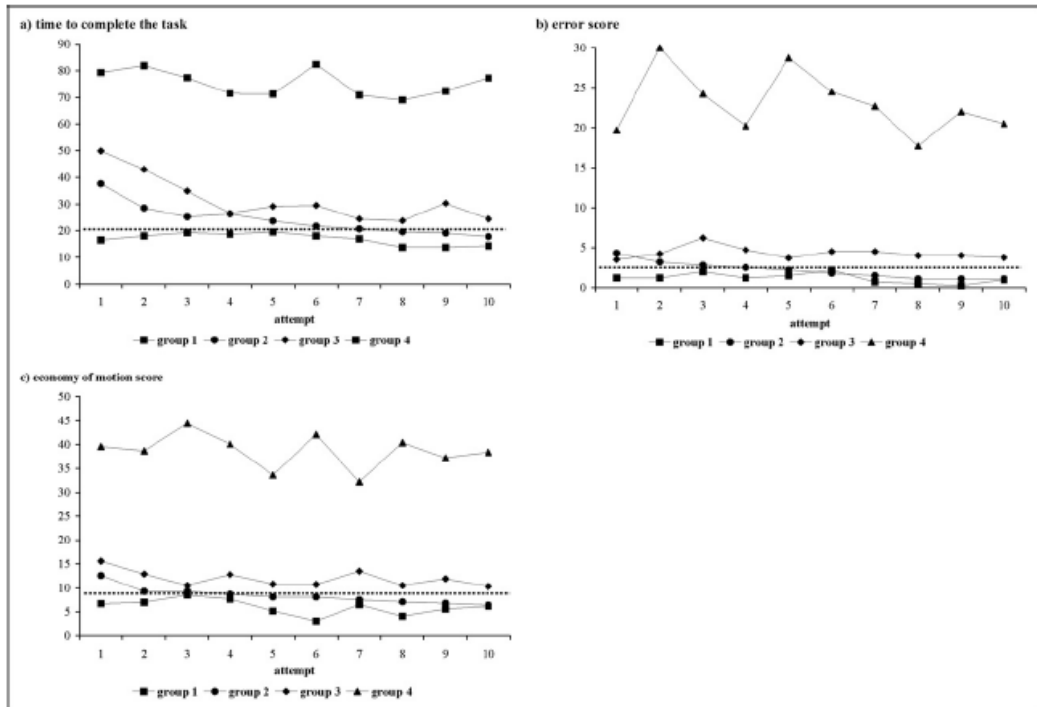 a) time to complete the task
90
80
70
60
50
40
30
20
10
0
1 2 3 4 5 6 7 8 9 10
attempt
group 1 group 2 group 3 group 4
b) error score
30
25
20
15
10
5
0
1 2 3 4 5 6 7 8 9 10
attempt
group 1 group 2 group 3 group 4
c) economy of motion score
50
45
40
35
30
25
20
15
10
5
0
1 2 3 4 5 6 7 8 9 10
attempt
group 1 group 2 group 3 group 4